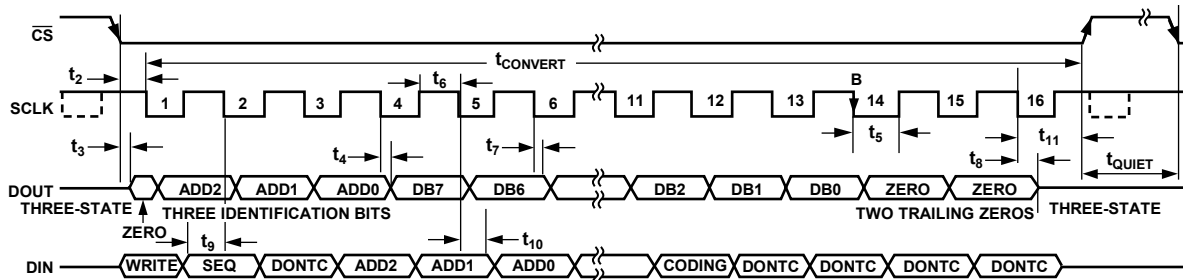 CS
t2 tCONVERT t6 B
SCLK 1 2 3 4 5 6 11 12 13 14 15 16
t3 t4 t7 t5 t11 t8 tQUIET
DOUT ADD2 ADD1 ADD0 DB7 DB6 DB2 DB1 DB0 ZERO ZERO
THREE-STATE THREE IDENTIFICATION BITS TWO TRAILING ZEROS THREE-STATE
ZERO t9 t10
DIN WRITE SEQ DONTC ADD2 ADD1 ADD0 CODING DONTC DONTC DONTC DONTC